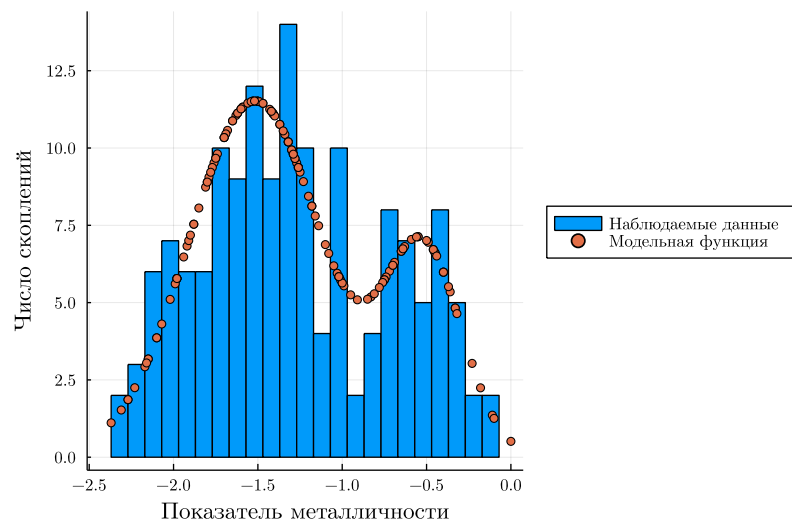 12.5
10.0
7.5
5.0
2.5
0.0
Число скоплений
−2.5 −2.0 −1.5 −1.0 −0.5 0.0
Показатель металличности
Наблюдаемые данные
Модельная функция